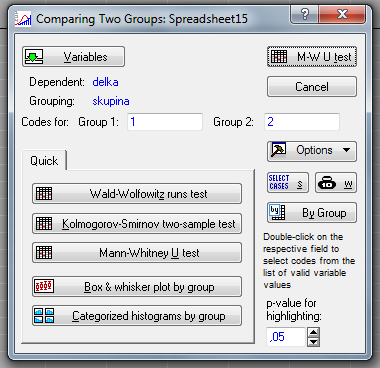 Comparing Two Groups: Spreadsheet15
?
Variables
M-W U test
Dependent: delka
Cancel
Grouping: skupina
Codes for: Group 1: 1 Group 2: 2
Options
Quick
SELECT CASES S
W
Wald-Wolfowitz runs test
By Group
Kolmogorov-Smirnov two-sample test
Mann-Whitney U test
Double-click on the
respective field to
select codes from the
list of valid variable
values
Box & whisker plot by group
Categorized histograms by group
p-value for
highlighting:
,05